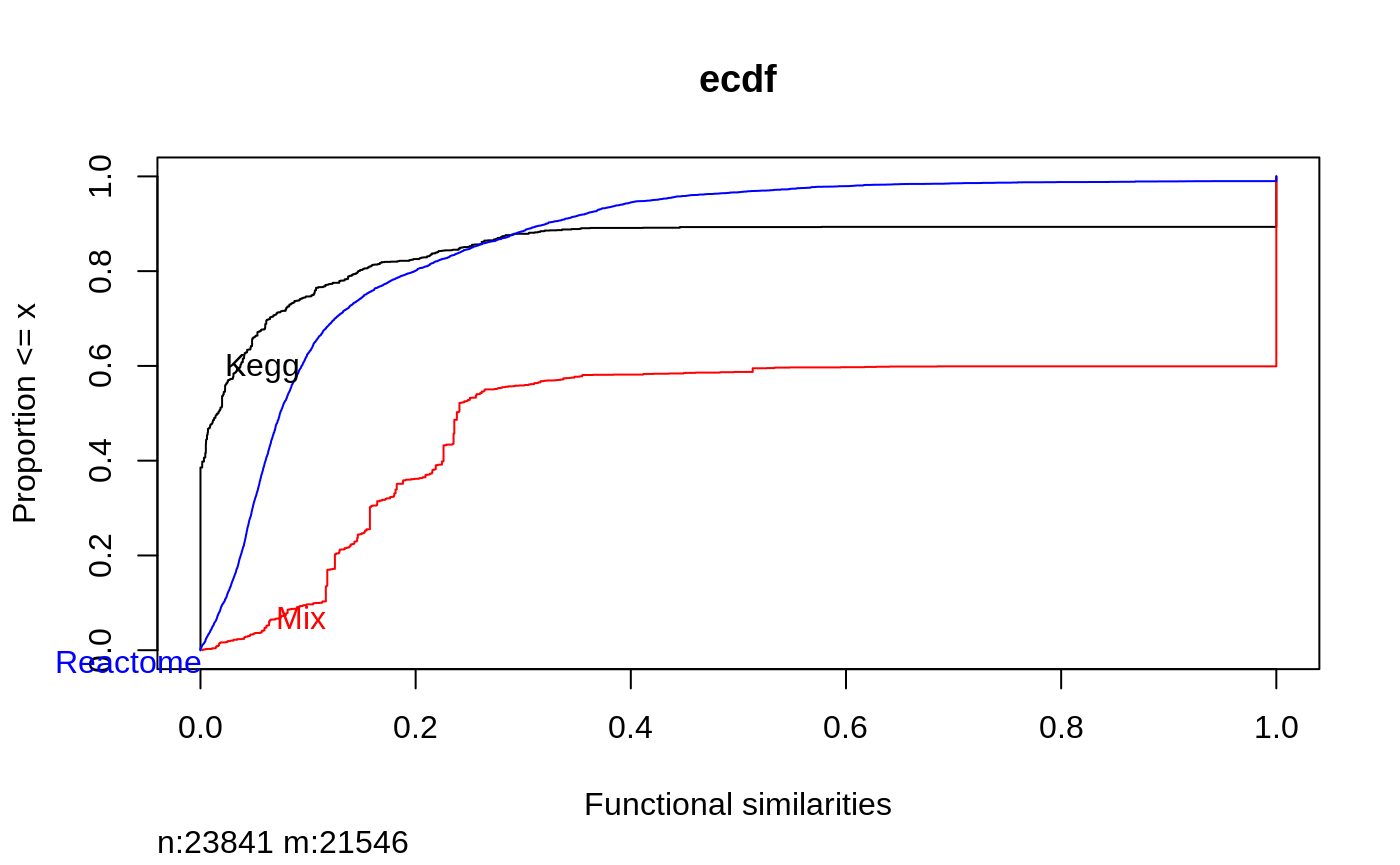 ecdf
Proportion <= x
1.0
0.8
0.6
0.4
0.2
0.0
Kegg
Mix
Reactome
0.0 0.2 0.4 0.6 0.8 1.0
Functional similarities
n:23841 m:21546